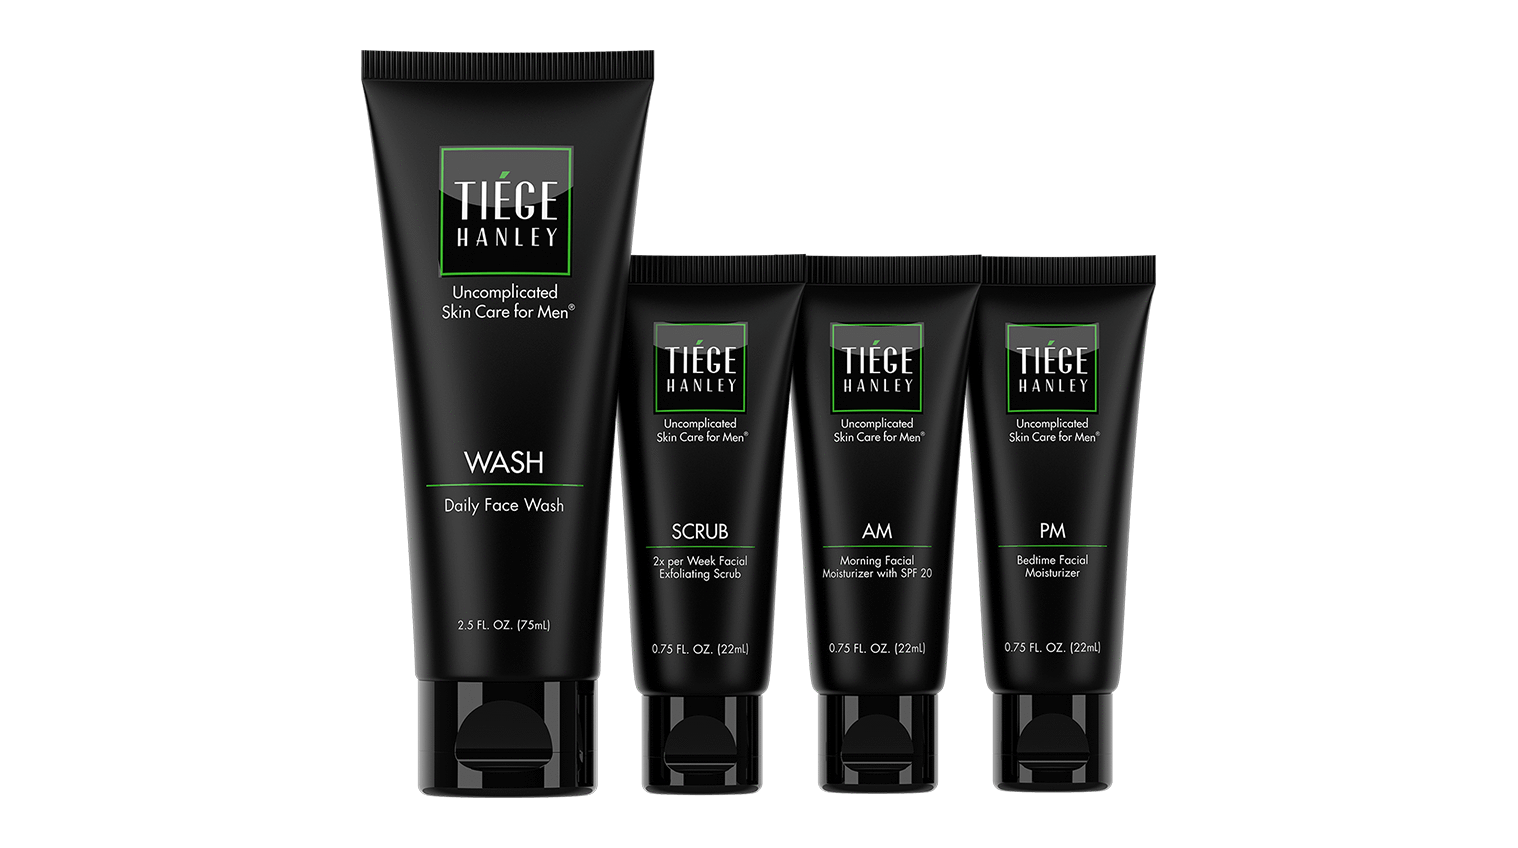 TIÉGE
HANLEY
Uncomplicated
Skin Care for Men®
WASH
Daily Face Wash
2.5 FL. OZ. (75mL)
TIÉGE
HANLEY
Uncomplicated
Skin Care for Men®
SCRUB
2x per Week Facial
Exfoliating Scrub
0.75 FL. OZ. (22mL)
TIÉGE
HANLEY
Uncomplicated
Skin Care for Men®
AM
Morning Facial
Moisturizer with SPF 20
0.75 FL. OZ. (22mL)
TIÉGE
HANLEY
Uncomplicated
Skin Care for Men®
PM
Bedtime Facial
Moisturizer
0.75 FL. OZ. (22mL)